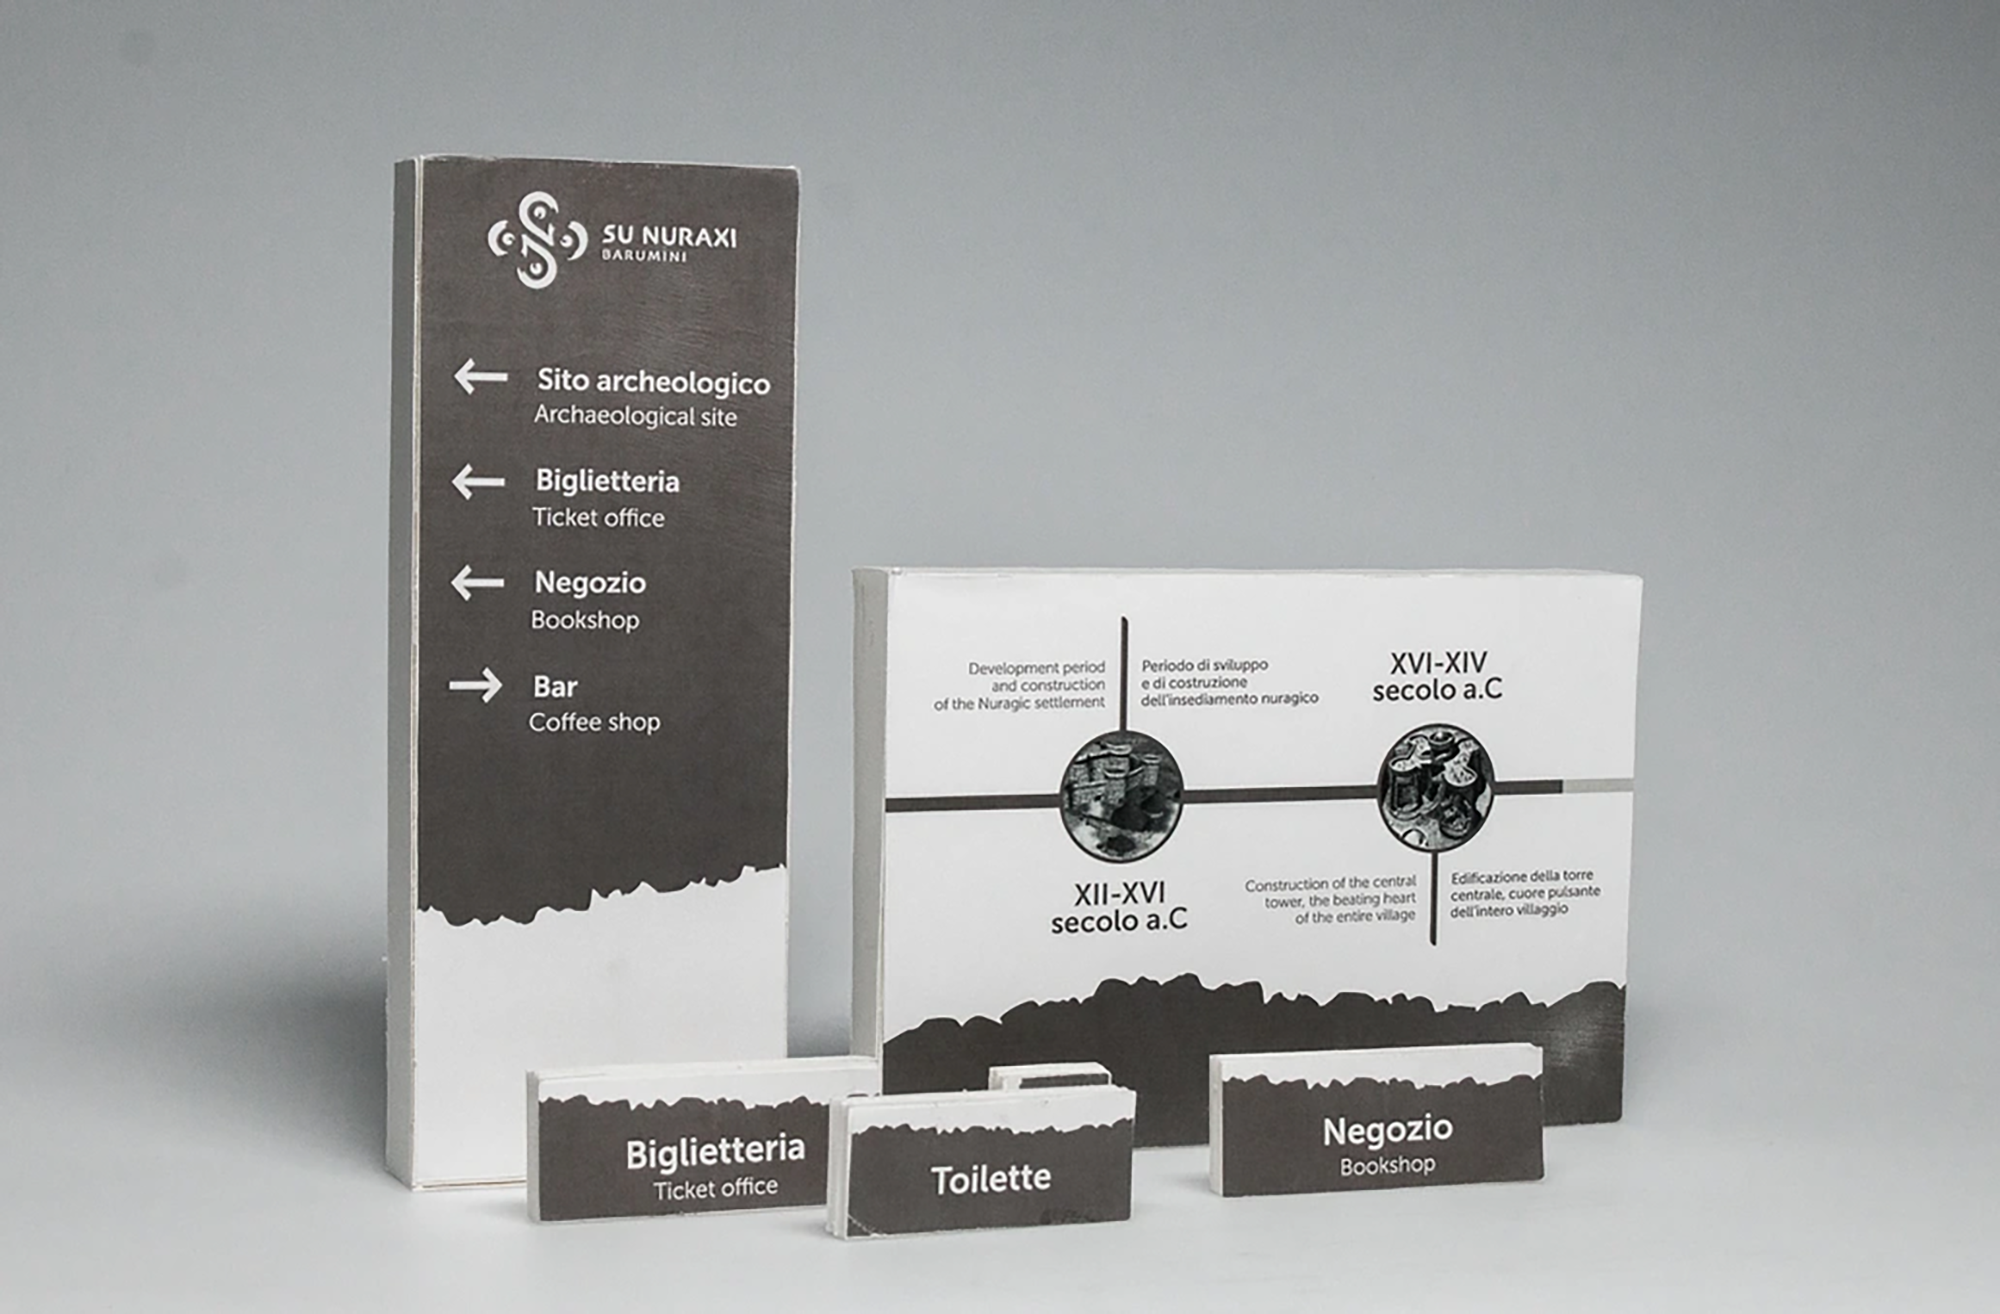 SU NURAXI
BARUMINI
Sito archeologico
Archaeological site
Biglietteria
Ticket office
Negozio
Bookshop
Bar
Coffee shop
Development period
and construction
of the Nuragic settlement
Periodo di sviluppo
e di costruzione
dell'insediamento nuragico
XII-XVI
secolo a.C
XVI-XIV
secolo a.C
Construction of the central
tower, the beating heart
of the entire village
Edificazione della torre
centrale, cuore pulsante
dell'intero villaggio
Biglietteria
Ticket office
Toilette
Negozio
Bookshop